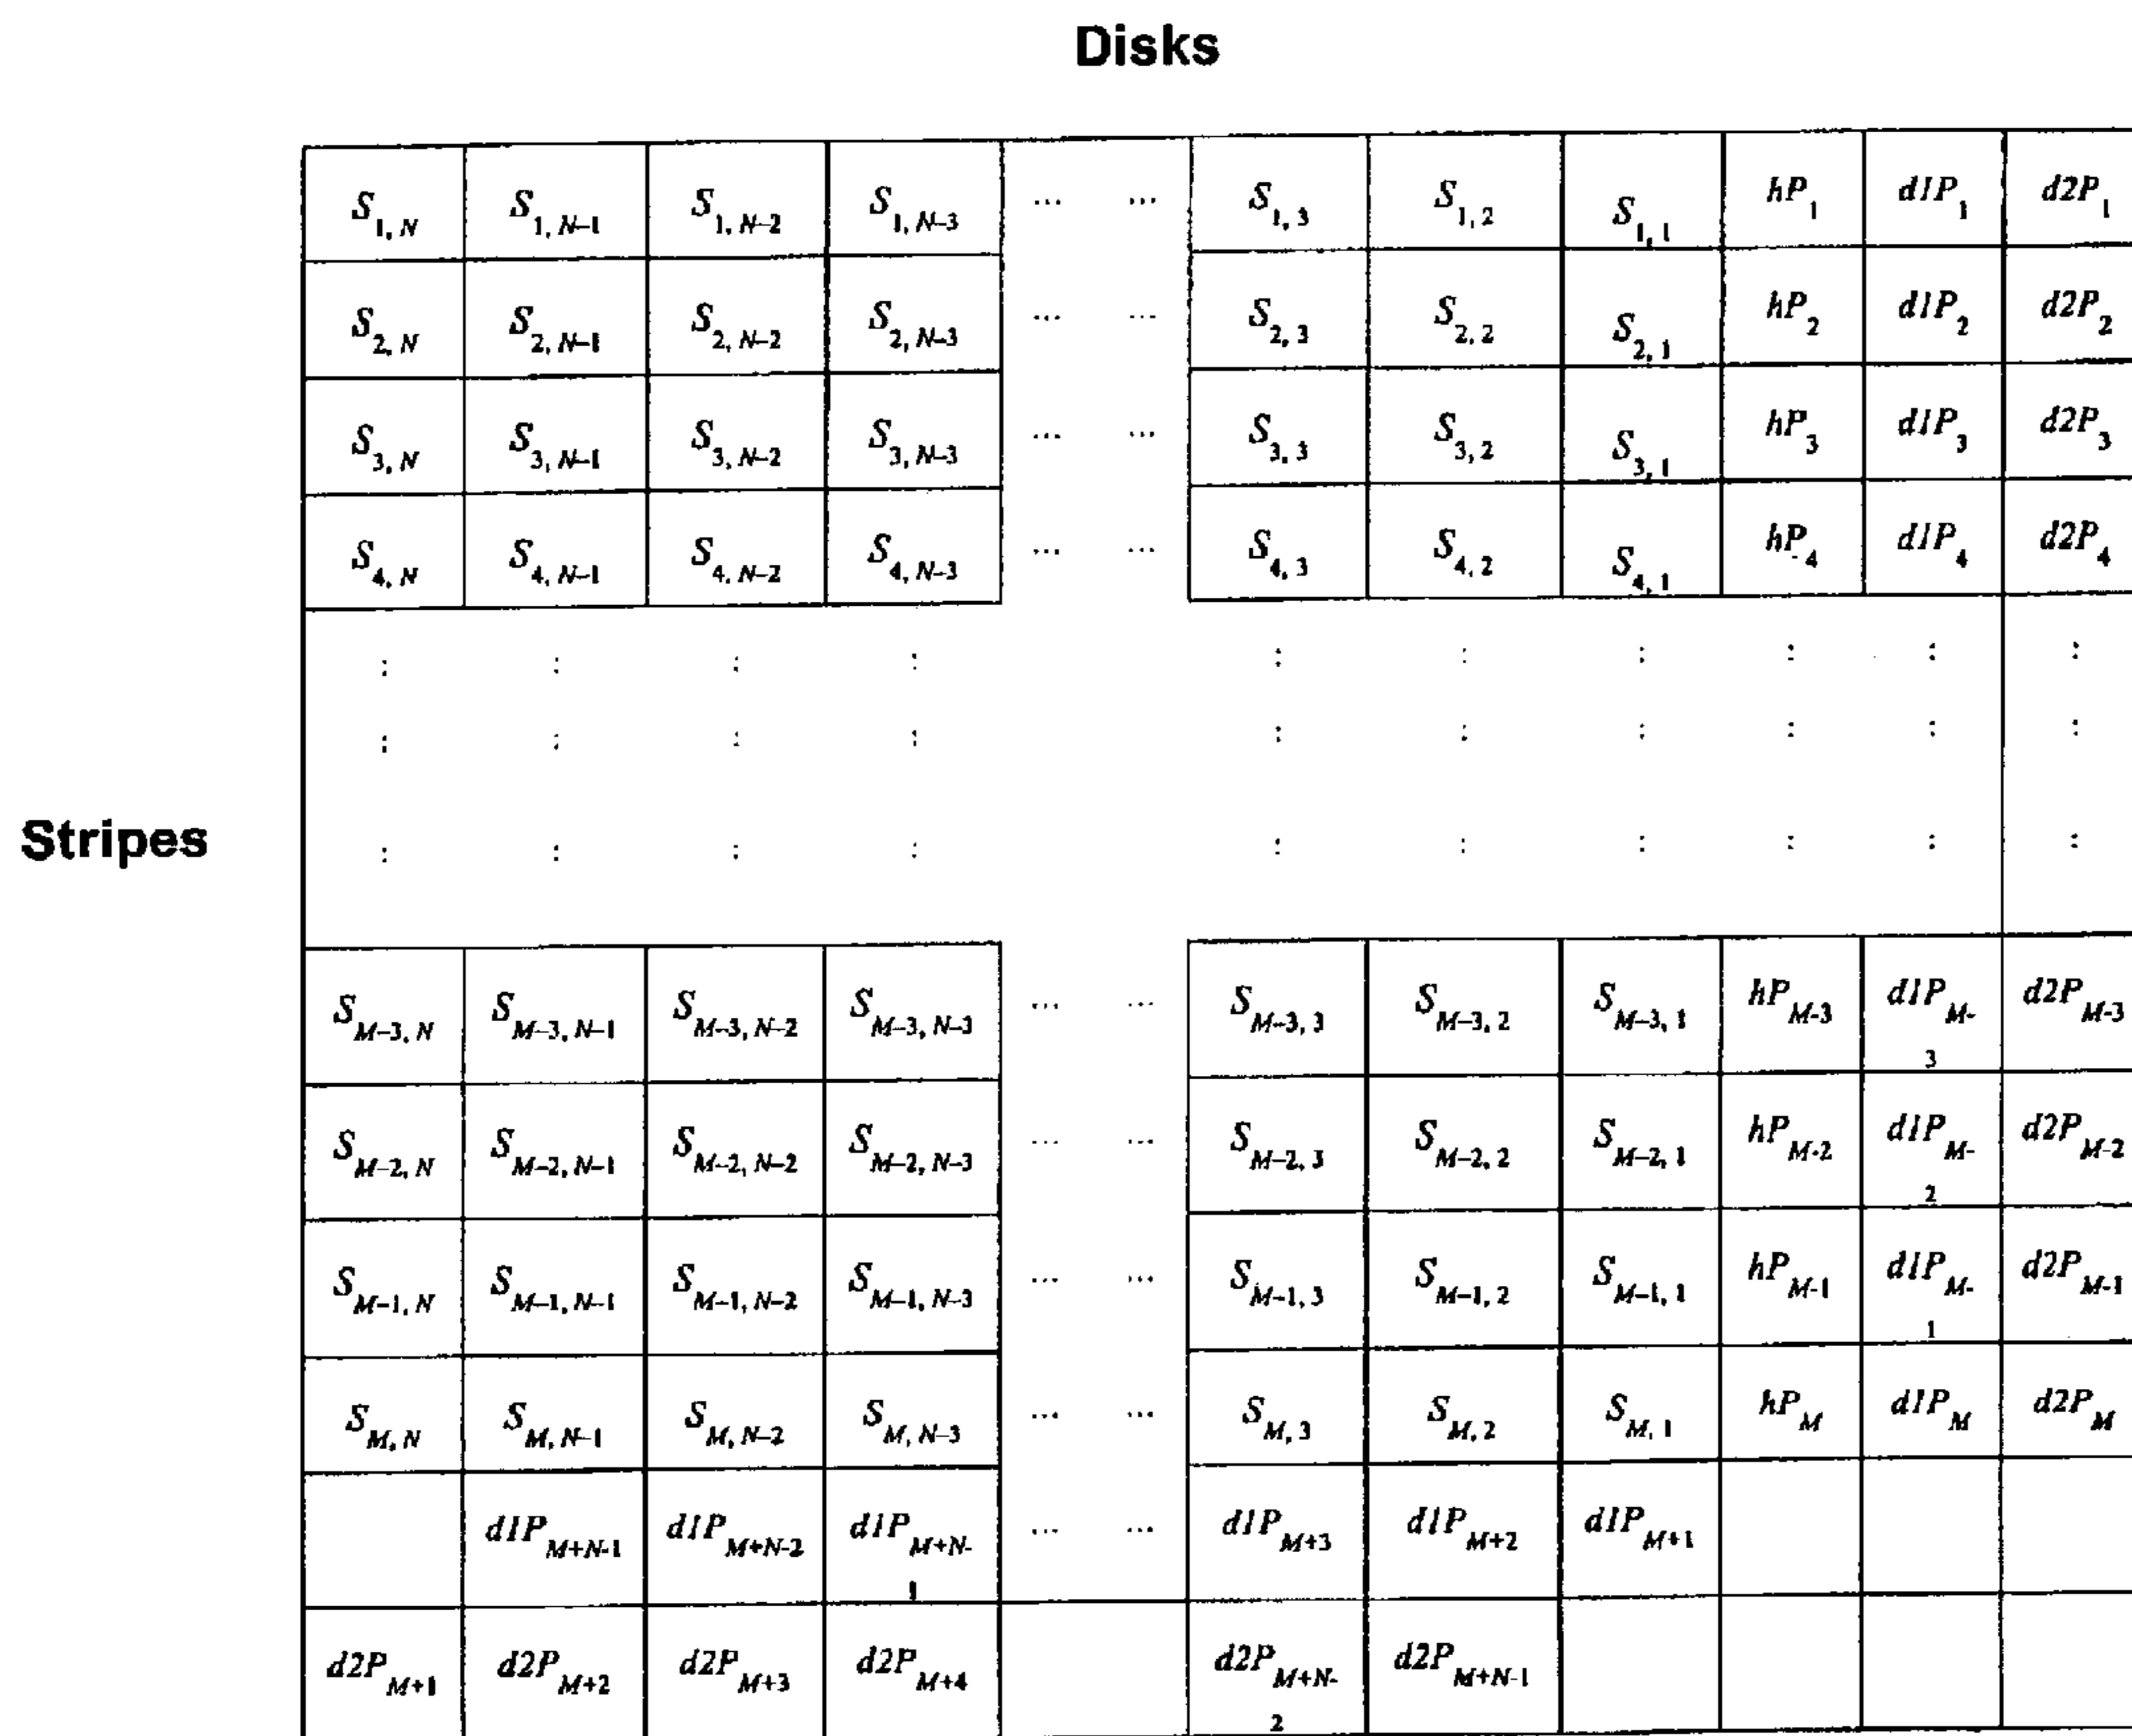 Disks
S1, N S1, N–1 S1, N–2 S1, N–3 ... ... S1, 3 S1, 2 S1, 1 hP1 d1P1 d2P1
S2, N S2, N–1 S2, N–2 S2, N–3 ... ... S2, 3 S2, 2 S2, 1 hP2 d1P2 d2P2
S3, N S3, N–1 S3, N–2 S3, N–3 ... ... S3, 3 S3, 2 S3, 1 hP3 d1P3 d2P3
S4, N S4, N–1 S4, N–2 S4, N–3 ... ... S4, 3 S4, 2 S4, 1 hP4 d1P4 d2P4
: : : : : : : : : :
: : : : : : : : : :
Stripes
: : : : : : : : : :
SM–3, N SM–3, N–1 SM–3, N–2 SM–3, N–3 ... ... SM–3, 3 SM–3, 2 SM–3, 1 hPM-3 d1PM-3 d2PM-3
SM–2, N SM–2, N–1 SM–2, N–2 SM–2, N–3 ... ... SM–2, 3 SM–2, 2 SM–2, 1 hPM-2 d1PM-2 d2PM-2
SM–1, N SM–1, N–1 SM–1, N–2 SM–1, N–3 ... ... SM–1, 3 SM–1, 2 SM–1, 1 hPM-1 d1PM-1 d2PM-1
SM, N SM, N–1 SM, N–2 SM, N–3 ... ... SM, 3 SM, 2 SM, 1 hPM d1PM d2PM
d1PM+N-1 d1PM+N-2 d1PM+N-1 ... ... d1PM+3 d1PM+2 d1PM+1
d2PM+1 d2PM+2 d2PM+3 d2PM+4 d2PM+N-2 d2PM+N-1